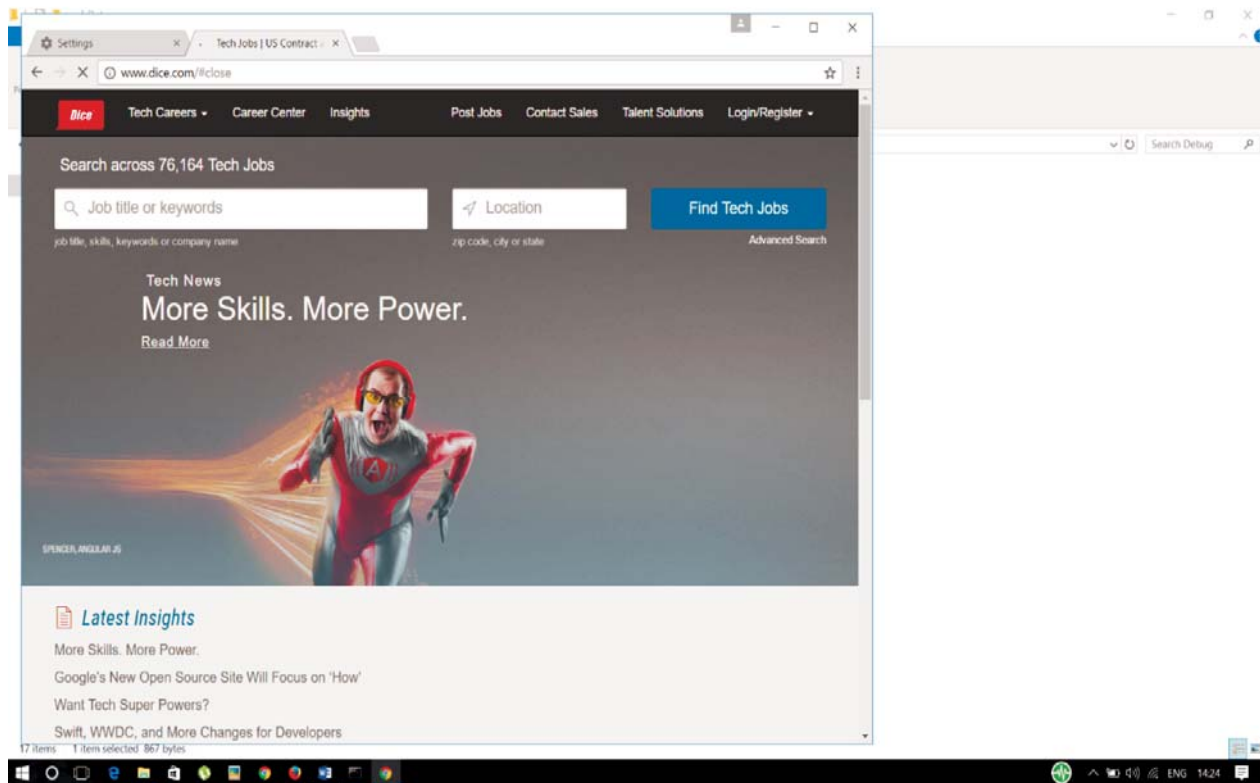 Settings
Tech Jobs | US Contract
www.dice.com/#close
Dice Tech Careers Career Center Insights Post Jobs Contact Sales Talent Solutions Login/Register
Search Debug
Search across 76,164 Tech Jobs
Job title or keywords Location Find Tech Jobs
job title, skills, keywords or company name zip code, city or state Advanced Search
Tech News
More Skills. More Power.
Read More
A
SPENCER, ANGULAR JS
Latest Insights
More Skills. More Power.
Google's New Open Source Site Will Focus on 'How'
Want Tech Super Powers?
Swift, WWDC, and More Changes for Developers
17 items 1 item selected 867 bytes
ENG 14:24